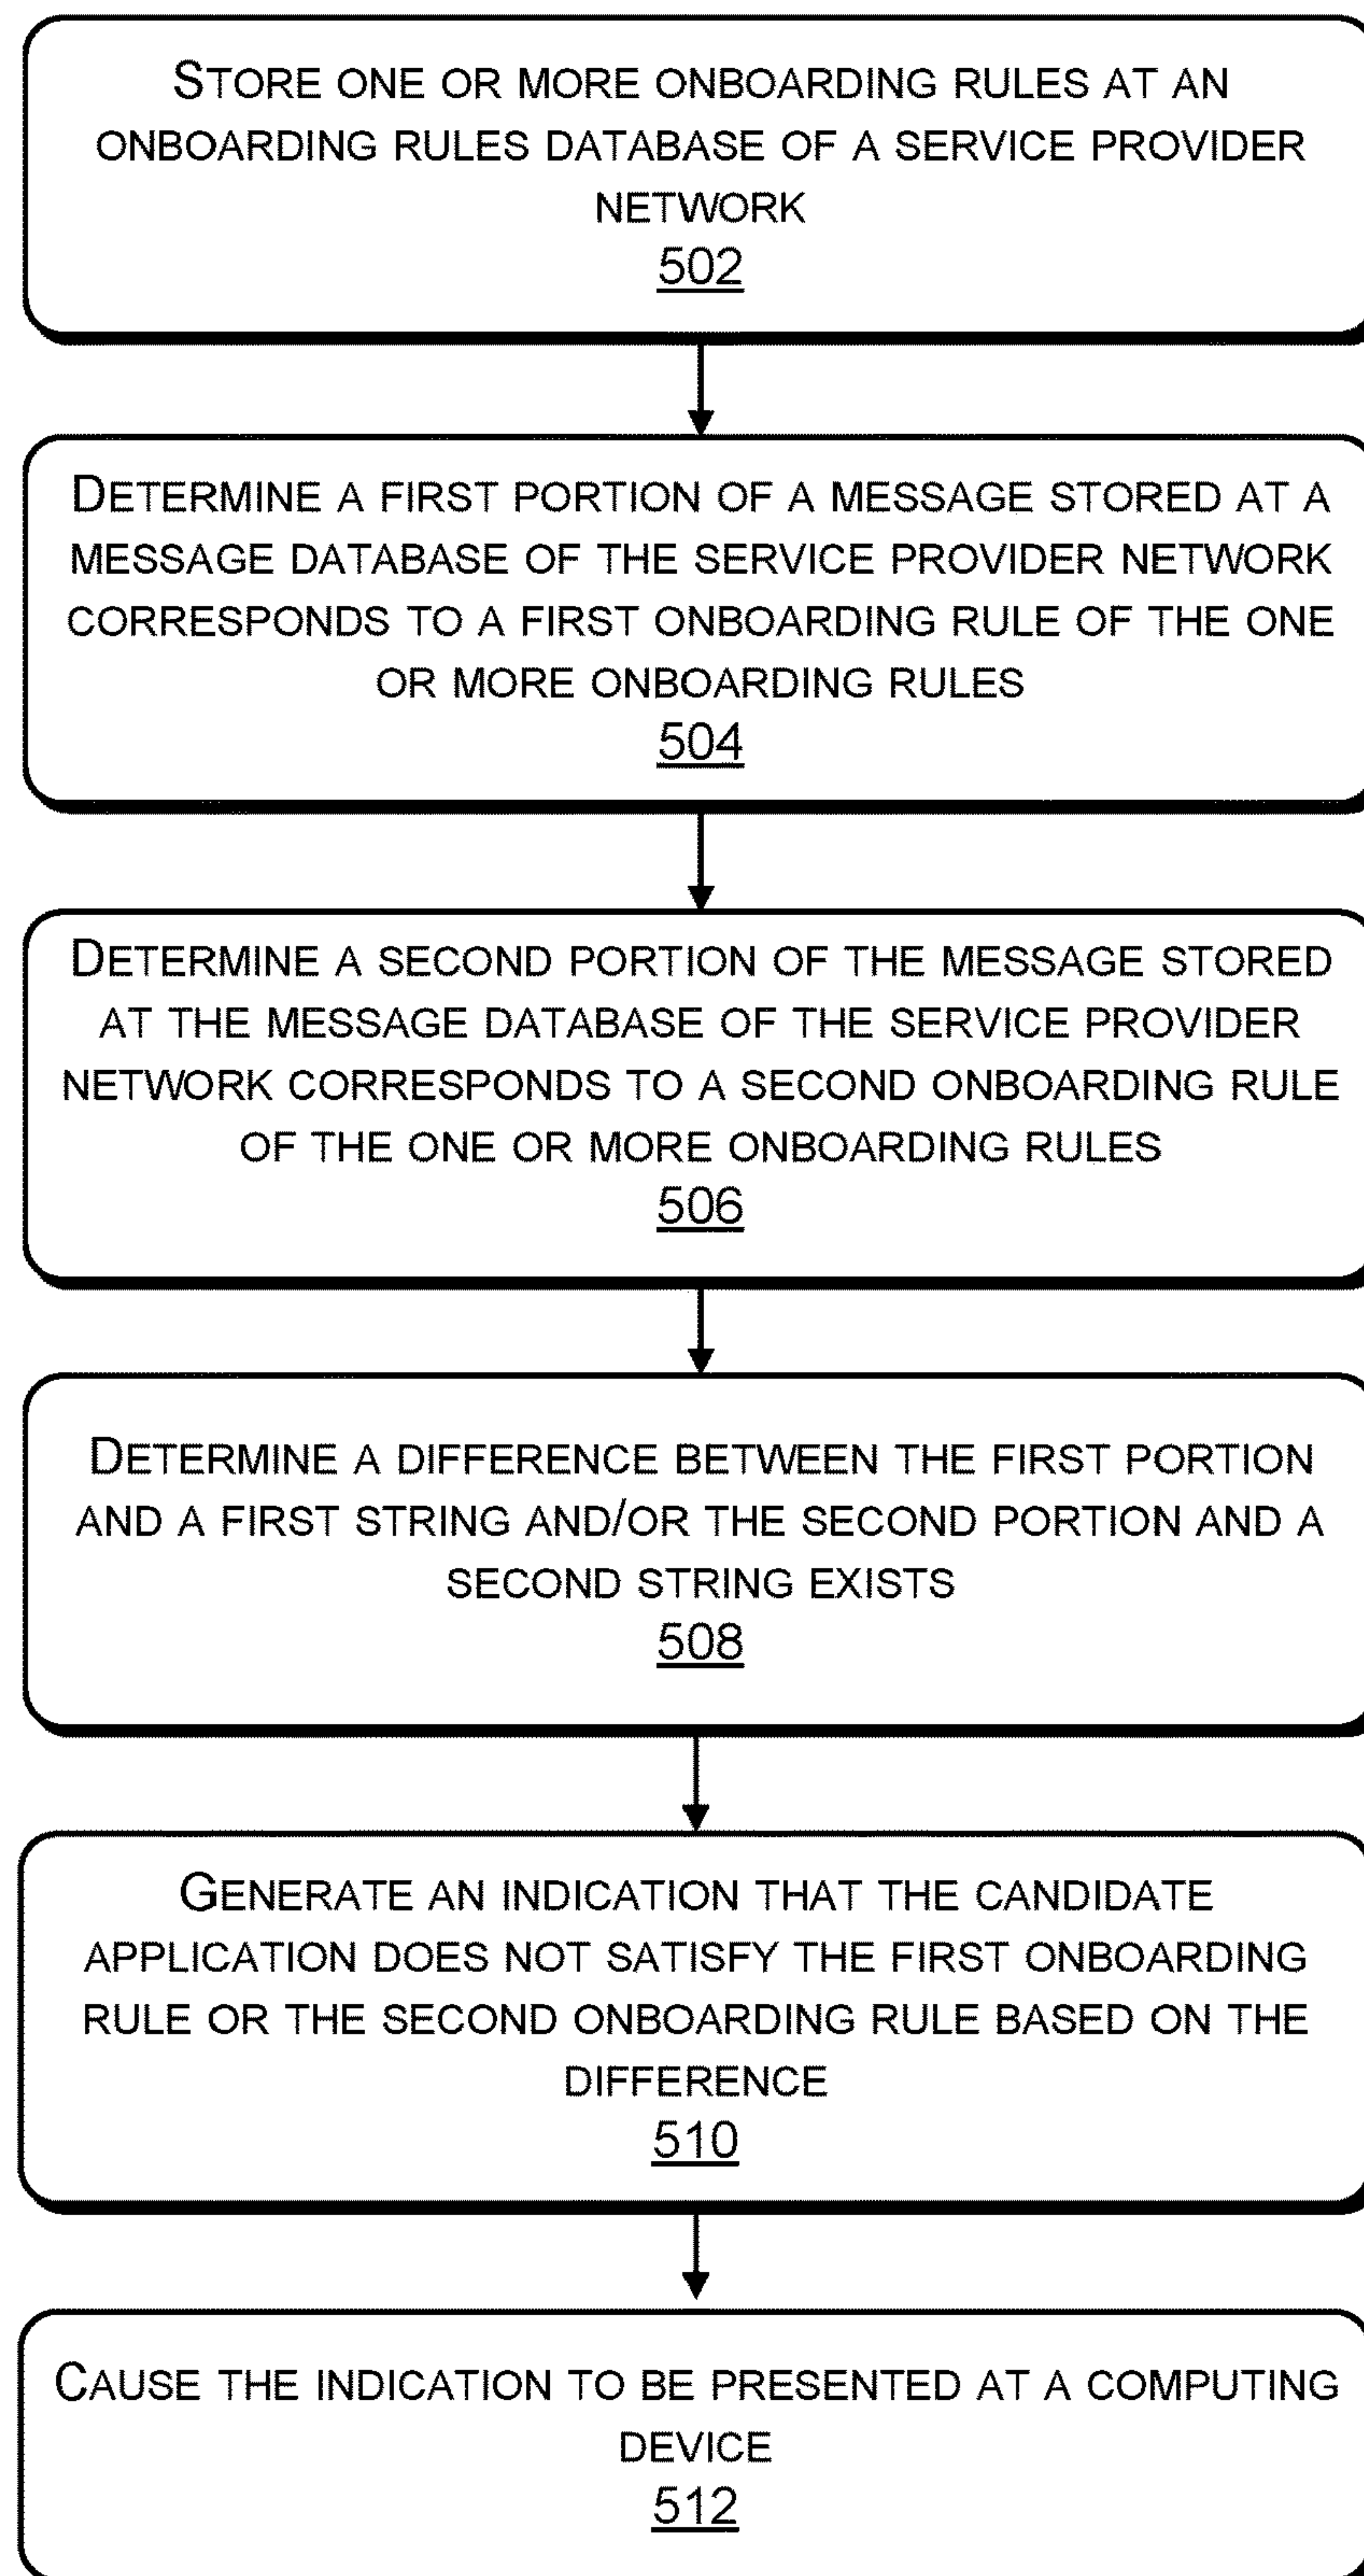 STORE ONE OR MORE ONBOARDING RULES AT AN
ONBOARDING RULES DATABASE OF A SERVICE PROVIDER
NETWORK
502
DETERMINE A FIRST PORTION OF A MESSAGE STORED AT A
MESSAGE DATABASE OF THE SERVICE PROVIDER NETWORK
CORRESPONDS TO A FIRST ONBOARDING RULE OF THE ONE
OR MORE ONBOARDING RULES
504
DETERMINE A SECOND PORTION OF THE MESSAGE STORED
AT THE MESSAGE DATABASE OF THE SERVICE PROVIDER
NETWORK CORRESPONDS TO A SECOND ONBOARDING RULE
OF THE ONE OR MORE ONBOARDING RULES
506
DETERMINE A DIFFERENCE BETWEEN THE FIRST PORTION
AND A FIRST STRING AND/OR THE SECOND PORTION AND A
SECOND STRING EXISTS
508
GENERATE AN INDICATION THAT THE CANDIDATE
APPLICATION DOES NOT SATISFY THE FIRST ONBOARDING
RULE OR THE SECOND ONBOARDING RULE BASED ON THE
DIFFERENCE
510
CAUSE THE INDICATION TO BE PRESENTED AT A COMPUTING
DEVICE
512